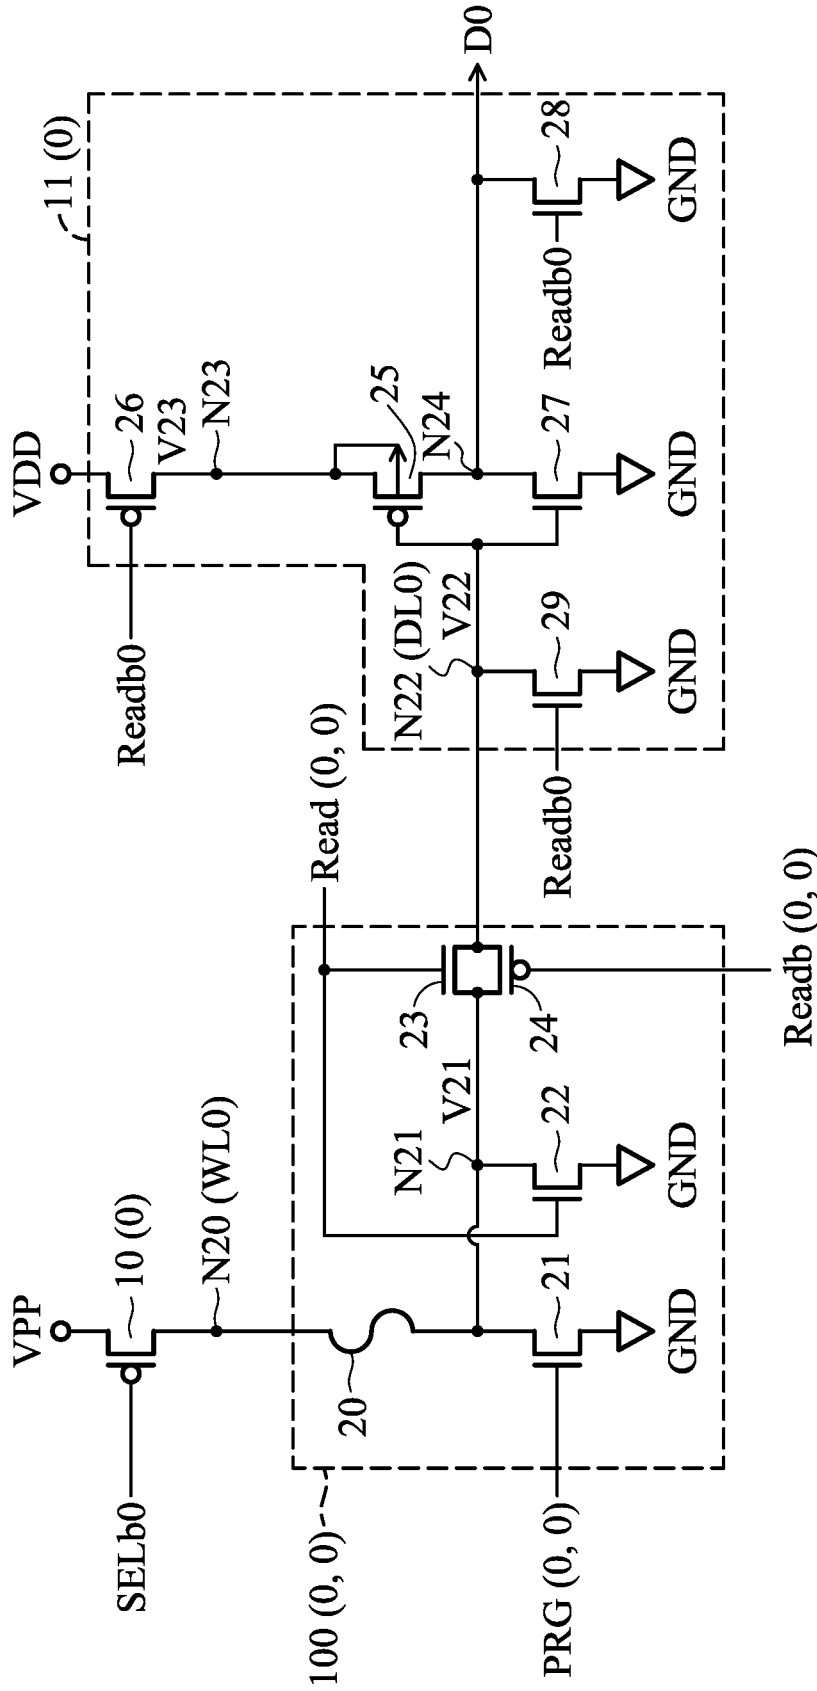 VPP
VDD
SELb0
10 (0)
Readb0
26
V23
11 (0)
N20 (WL0)
N23
100 (0, 0)
20
Read (0, 0)
25
N21
V21
23
N22 (DL0)
V22
N24
D0
PRG (0, 0)
21
22
24
Readb0
29
27
Readb0
28
GND
GND
GND
GND
GND
Readb (0, 0)